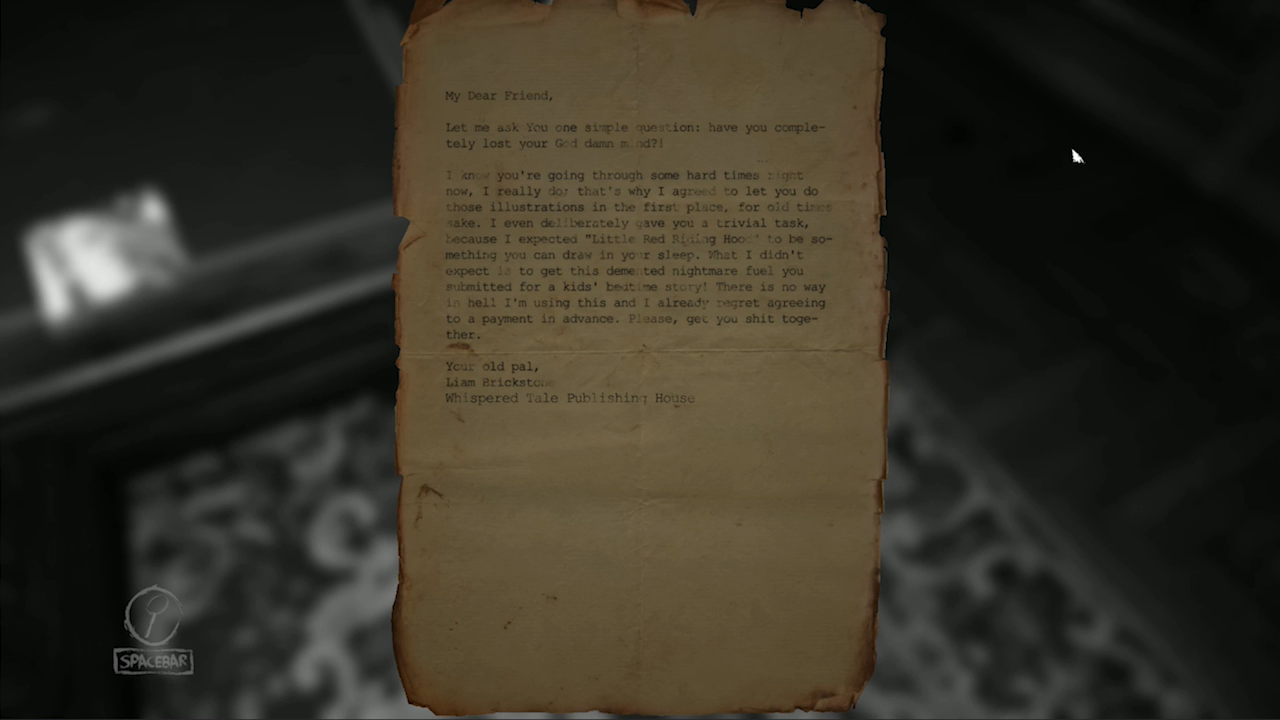 My Dear Friend,
Let me ask You one simple question: have you comple-
tely lost your God damn mind?!
I know you're going through some hard times right
now, I really do; that's why I agreed to let you do
those illustrations in the first place, for old times
sake. I even deliberately gave you a trivial task,
because I expected "Little Red Riding Hood" to be so-
mething you can draw in your sleep. What I didn't
expect is to get this demented nightmare fuel you
submitted for a kids' bedtime story! There is no way
in hell I'm using this and I already regret agreeing
to a payment in advance. Please, get you shit toge-
ther.
Your old pal,
Liam Brickstone
Whispered Tale Publishing House
SPACEBAR